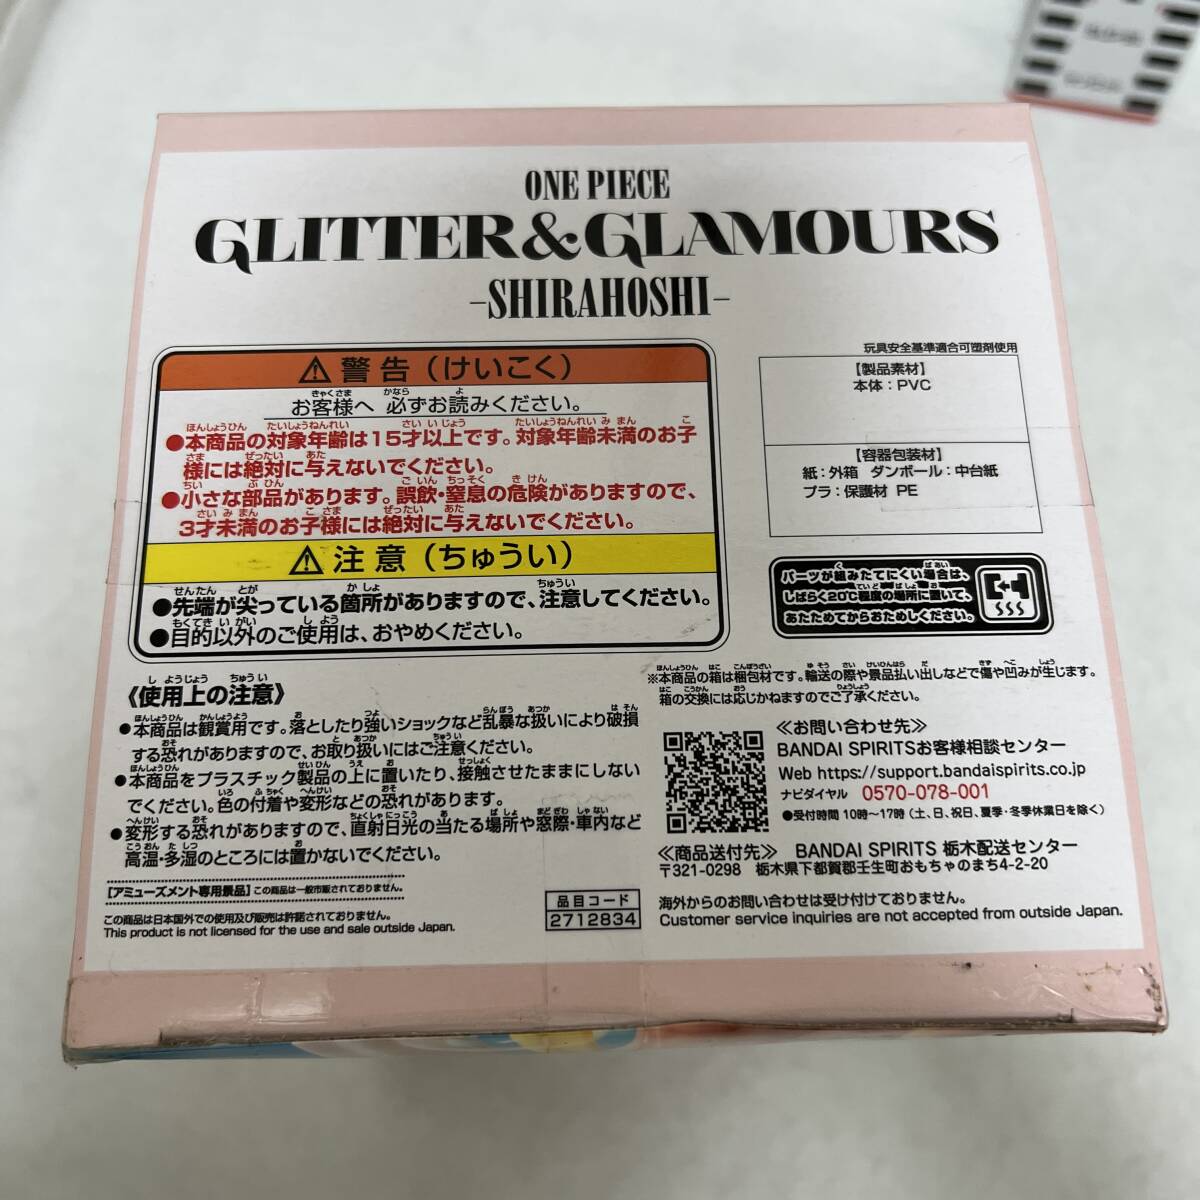 ONE PIECE
GLITTER&GLAMOURS
-SHIRAHOSHI-
⚠警告（けいこく）
お客様へ 必ずお読みください。
●本商品の対象年齢は15才以上です。対象年齢未満のお子
様には絶対に与えないでください。
●小さな部品があります。誤飲・窒息の危険がありますので、
3才未満のお子様には絶対に与えないでください。
⚠注意（ちゅうい）
●先端が尖っている箇所がありますので、注意してください。
●目的以外のご使用は、おやめください。
玩具安全基準適合可塑剤使用
【製品素材】
本体：PVC
【容器包装材】
紙：外箱 ダンボール：中台紙
プラ：保護材 PE
パーツが組みたてにくい場合は、
しばらく20℃程度の場所に置いて、
あたためてからおためしください。
《使用上の注意》
●本商品は観賞用です。落としたり強いショックなど乱暴な扱いにより破損
する恐れがありますので、お取り扱いにはご注意ください。
●本商品をプラスチック製品の上に置いたり、接触させたままにしない
でください。色の付着や変形などの恐れがあります。
●変形する恐れがありますので、直射日光の当たる場所や窓際・車内など
高温・多湿のところには置かないでください。
【アミューズメント専用景品】この商品は一般市販されておりません。
この商品は日本国外での使用及び販売は許諾されておりません。
This product is not licensed for the use and sale outside Japan.
品目コード
2712834
※本商品の箱は梱包材です。輸送の際や景品払い出しなどで傷や凹みが生じます。
箱の交換には応じかねますのでご了承ください。
≪お問い合わせ先≫
BANDAI SPIRITSお客様相談センター
Web https://support.bandaispirits.co.jp
ナビダイヤル 0570-078-001
●受付時間 10時～17時（土、日、祝日、夏季・冬季休業日を除く）
≪商品送付先≫ BANDAI SPIRITS 栃木配送センター
〒321-0298 栃木県下都賀郡壬生町おもちゃのまち4-2-20
海外からのお問い合わせは受け付けておりません。
Customer service inquiries are not accepted from outside Japan.